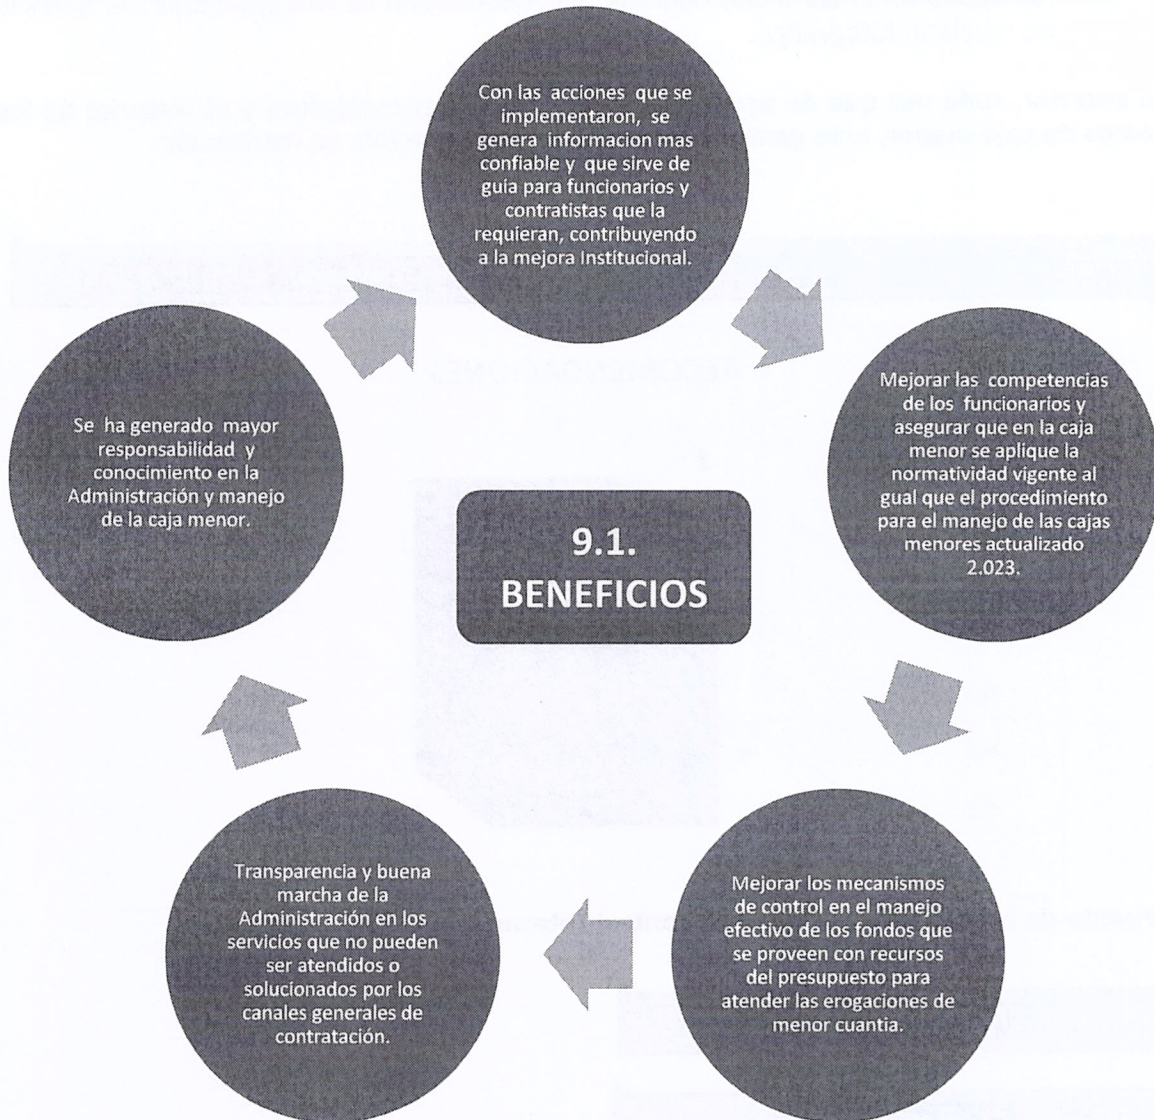 Con las acciones que se
implementaron, se
genera informacion mas
confiable y que sirve de
guía para funcionarios y
contratistas que la
requieran, contribuyendo
a la mejora Institucional.
Mejorar las competencias
de los funcionarios y
asegurar que en la caja
menor se aplique la
normatividad vigente al
gual que el procedimiento
para el manejo de las cajas
menores actualizado
2.023.
Se ha generado mayor
responsabilidad y
conocimiento en la
Administración y manejo
de la caja menor.
9.1.
BENEFICIOS
Transparencia y buena
marcha de la
Administración en los
servicios que no pueden
ser atendidos o
solucionados por los
canales generales de
contratación.
Mejorar los mecanismos
de control en el manejo
efectivo de los fondos que
se proveen con recursos
del presupuesto para
atender las erogaciones de
menor cuantia.